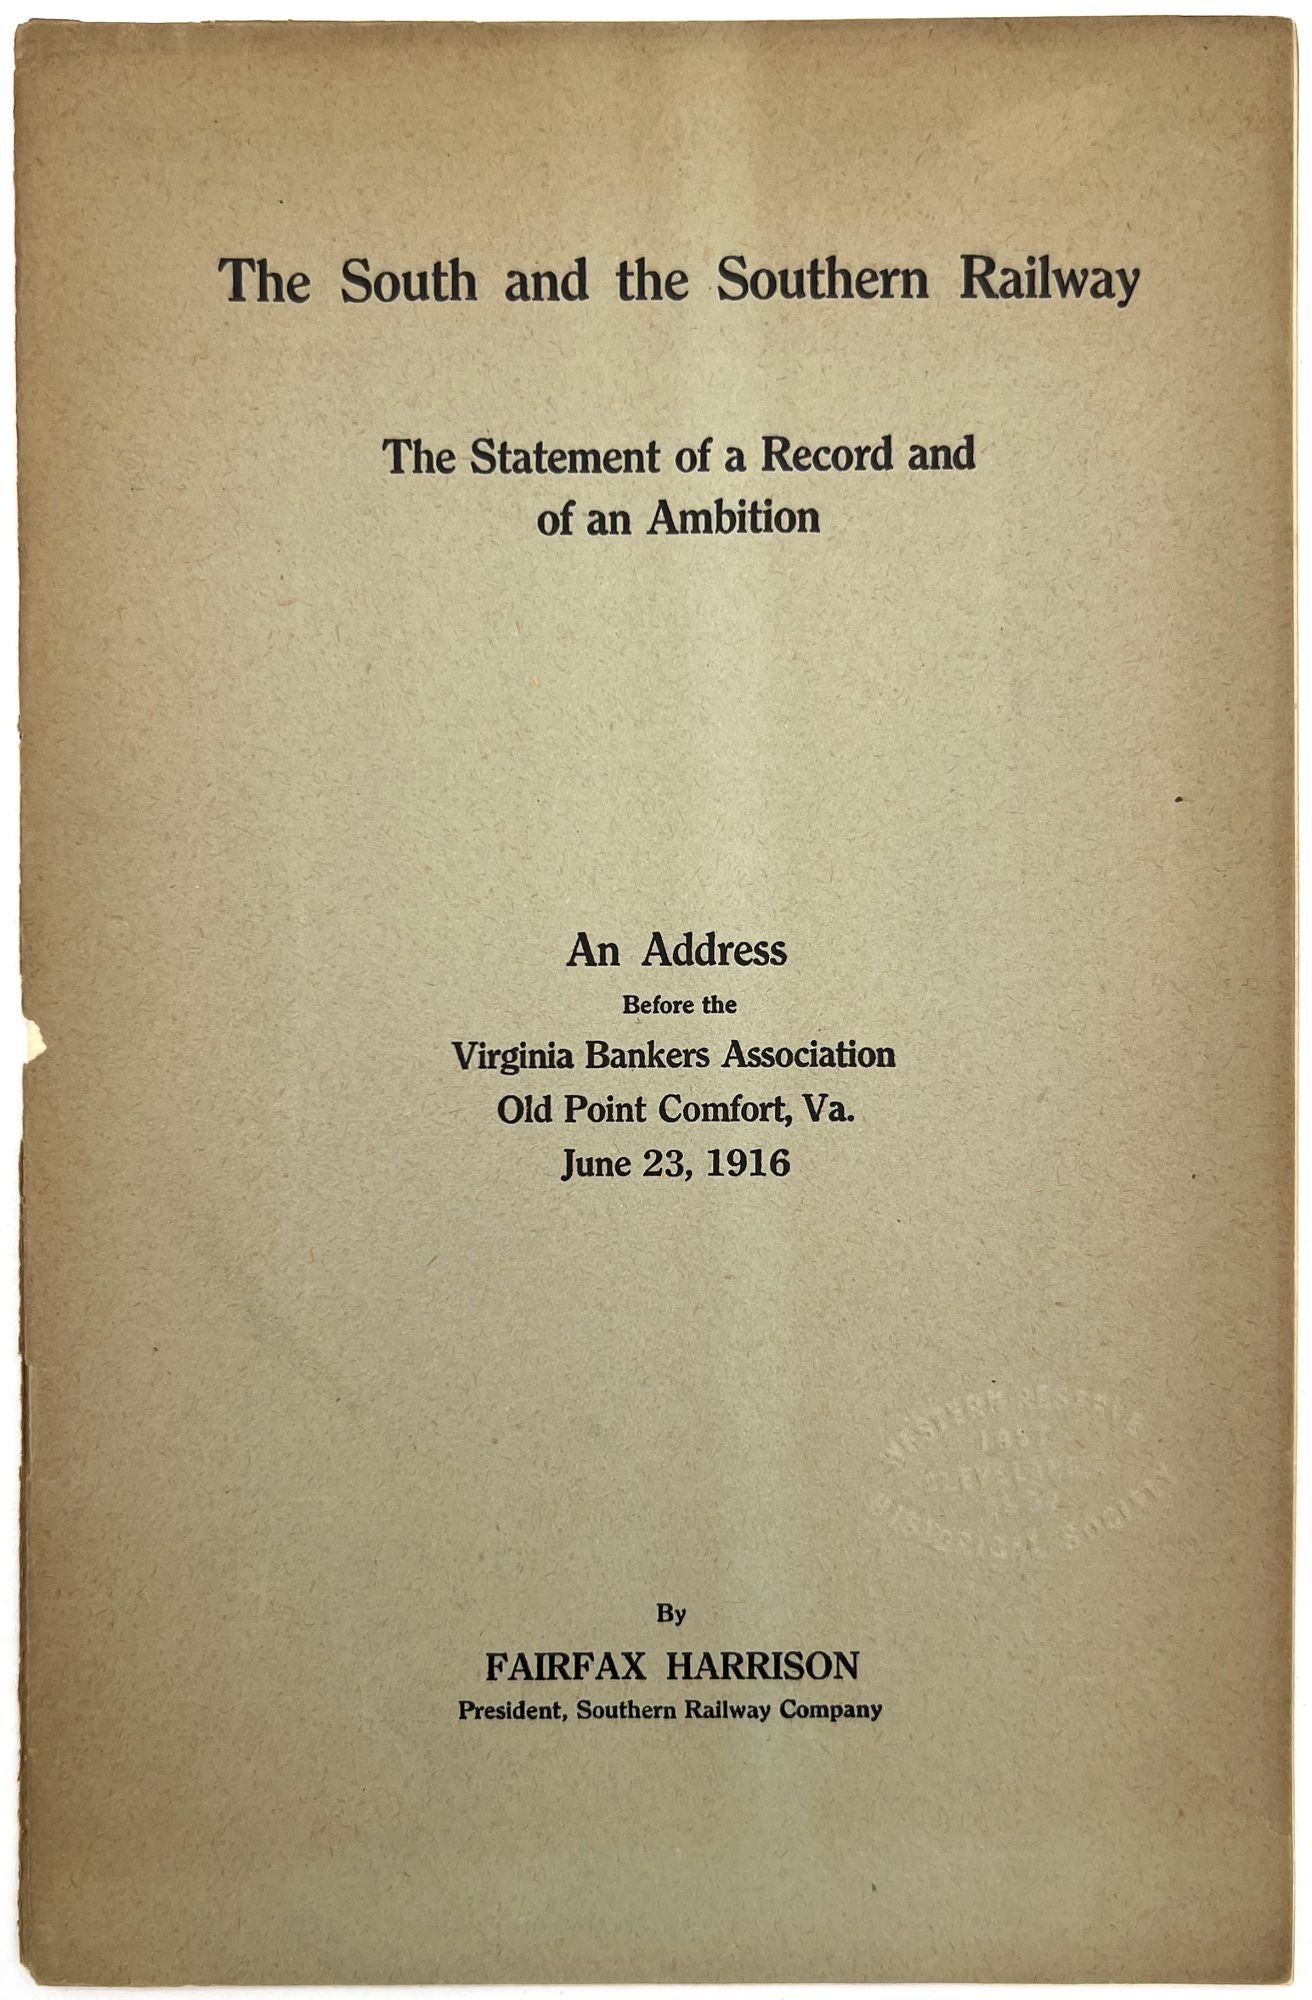 The South and the Southern Railway
The Statement of a Record and
of an Ambition
An Address
Before the
Virginia Bankers Association
Old Point Comfort, Va.
June 23, 1916
By
FAIRFAX HARRISON
President, Southern Railway Company